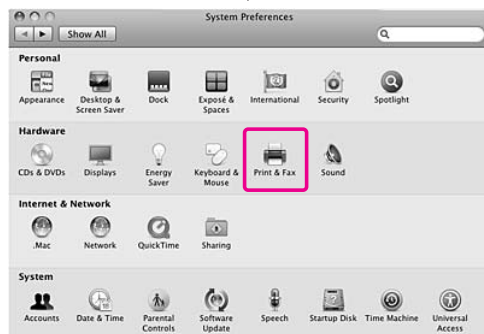 System Preferences
Show All
Personal
Appearance
Desktop &
Screen Saver
Dock
Exposé &
Spaces
International
Security
Spotlight
Hardware
CDs & DVDs
Displays
Energy
Saver
Keyboard &
Mouse
Print & Fax
Sound
Internet & Network
.Mac
Network
QuickTime
Sharing
System
Accounts
Date & Time
Parental
Controls
Software
Update
Speech
Startup Disk
Time Machine
Universal
Access